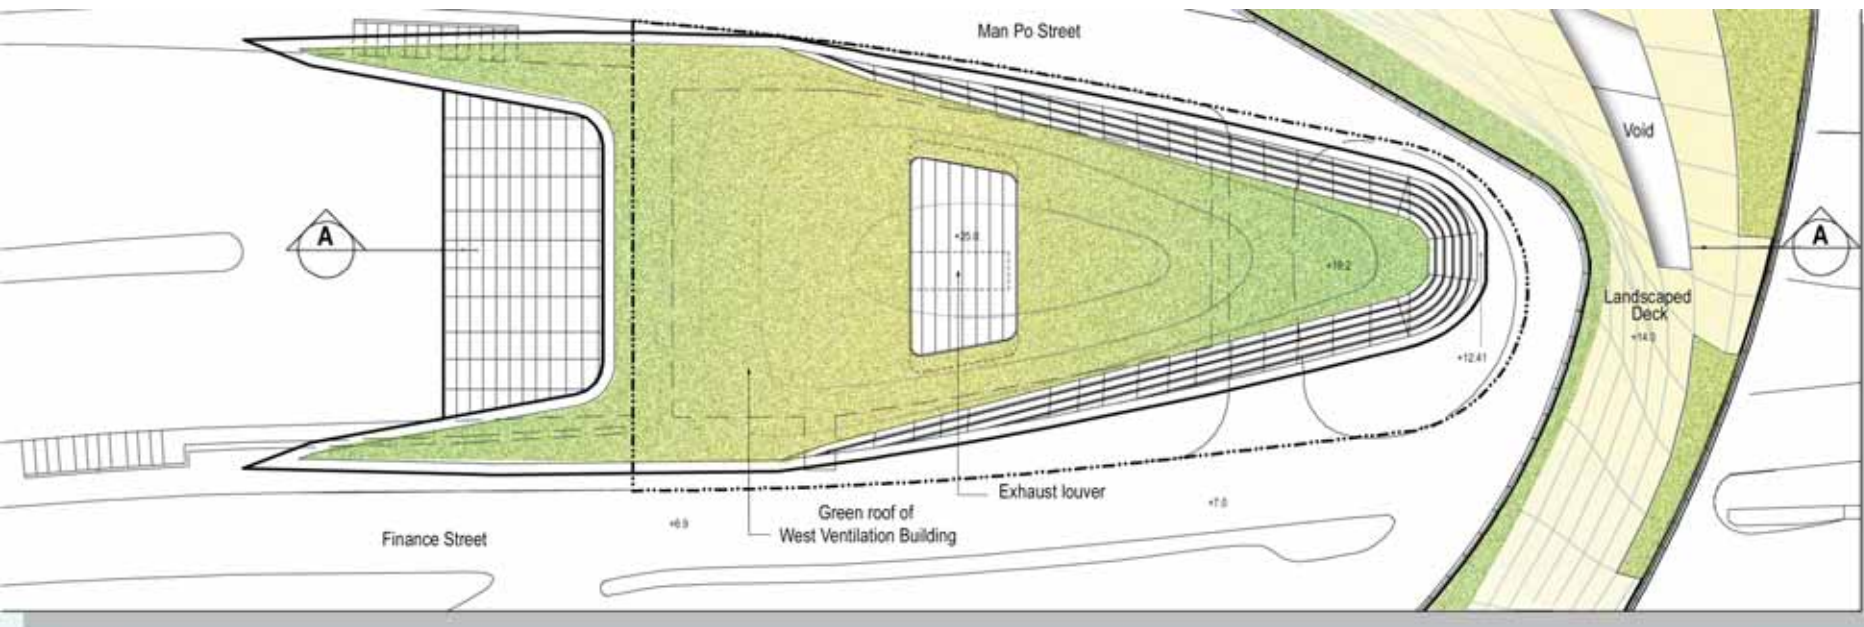 Man Po Street
Void
A
A
+25.0
+19.2
Landscaped
Deck
+14.0
+12.41
Exhaust louver
+7.0
Green roof of
West Ventilation Building
+6.9
Finance Street